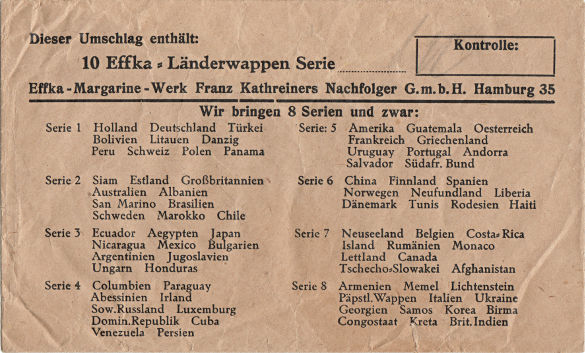 Dieser Umschlag enthält:
Kontrolle:
10 Effka-Länderwappen Serie
Effka-Margarine-Werk Franz Kathreiners Nachfolger G.m.b.H. Hamburg 35
Wir bringen 8 Serien und zwar:
Serie 1 Holland Deutschland Türkei
Bolivien Litauen Danzig
Peru Schweiz Polen Panama
Serie 2 Siam Estland Großbritannien
Australien Albanien
San Marino Brasilien
Schweden Marokko Chile
Serie 3 Ecuador Aegypten Japan
Nicaragua Mexico Bulgarien
Argentinien Jugoslavien
Ungarn Honduras
Serie 4 Columbien Paraguay
Abessinien Irland
Sow.Russland Luxemburg
Domin.Republik Cuba
Venezuela Persien
Serie: 5 Amerika Guatemala Oesterreich
Frankreich Griechenland
Uruguay Portugal Andorra
Salvador Südafr. Bund
Serie 6 China Finnland Spanien
Norwegen Neufundland Liberia
Dänemark Tunis Rodesien Haiti
Serie 7 Neuseeland Belgien Costa-Rica
Island Rumänien Monaco
Lettland Canada
Tschecho-Slowakei Afghanistan
Serie 8 Armenien Memel Lichtenstein
Päpstl.Wappen Italien Ukraine
Georgien Samos Korea Birma
Congostaat Kreta Brit.Indien